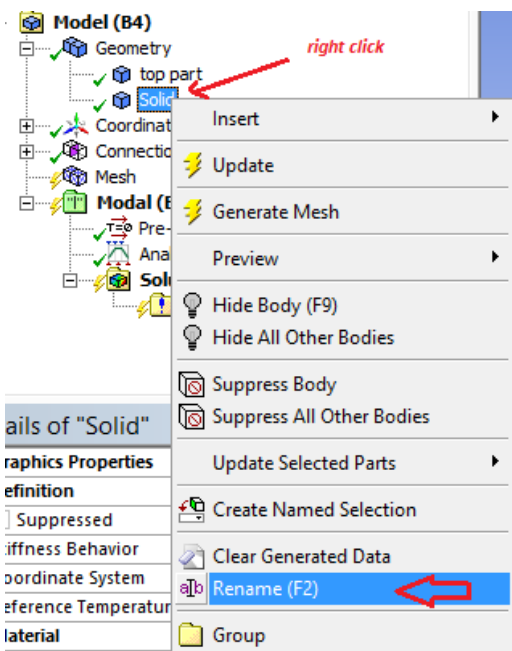 Model (B4)
Geometry
right click
top part
Solid
Coordinat
Connectio
Mesh
Modal (B
Pre-
Anal
Solu
Insert
Update
Generate Mesh
Preview
Hide Body (F9)
Hide All Other Bodies
Suppress Body
Suppress All Other Bodies
Update Selected Parts
Create Named Selection
Clear Generated Data
Rename (F2)
Group
ails of "Solid"
raphics Properties
efinition
Suppressed
tiffness Behavior
oordinate System
eference Temperatur
laterial